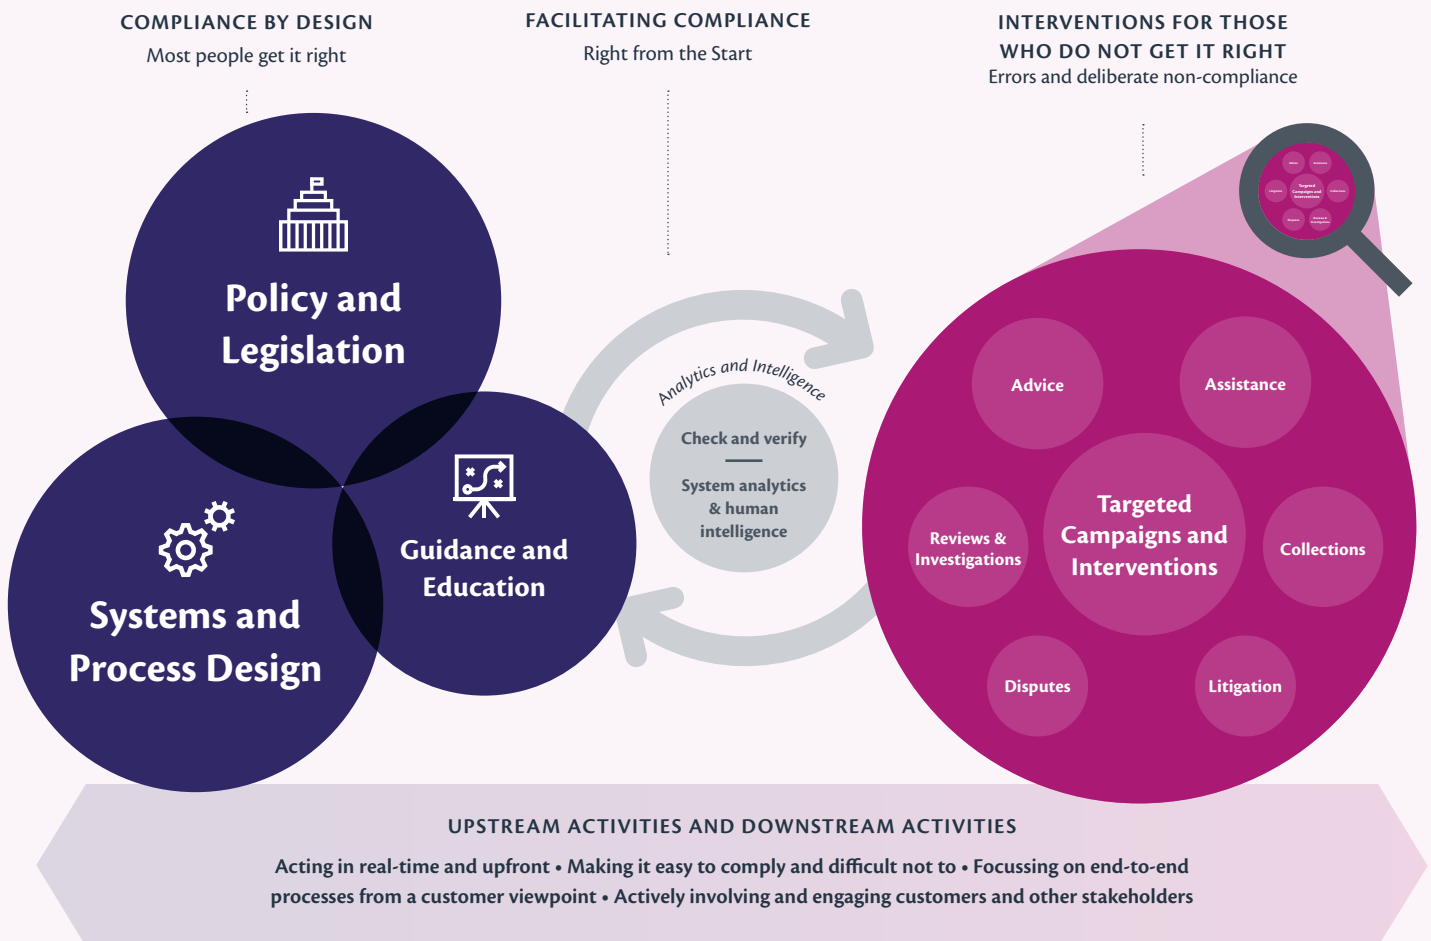 COMPLIANCE BY DESIGN
Most people get it right
FACILITATING COMPLIANCE
Right from the Start
INTERVENTIONS FOR THOSE
WHO DO NOT GET IT RIGHT
Errors and deliberate non-compliance
Policy and
Legislation
Systems and
Process Design
Guidance and
Education
Analytics and Intelligence
Check and verify
System analytics
& human
intelligence
Targeted
Campaigns and
Interventions
Advice
Assistance
Reviews &
Investigations
Targeted
Campaigns and
Interventions
Collections
Disputes
Litigation
UPSTREAM ACTIVITIES AND DOWNSTREAM ACTIVITIES
Acting in real-time and upfront • Making it easy to comply and difficult not to • Focussing on end-to-end
processes from a customer viewpoint • Actively involving and engaging customers and other stakeholders